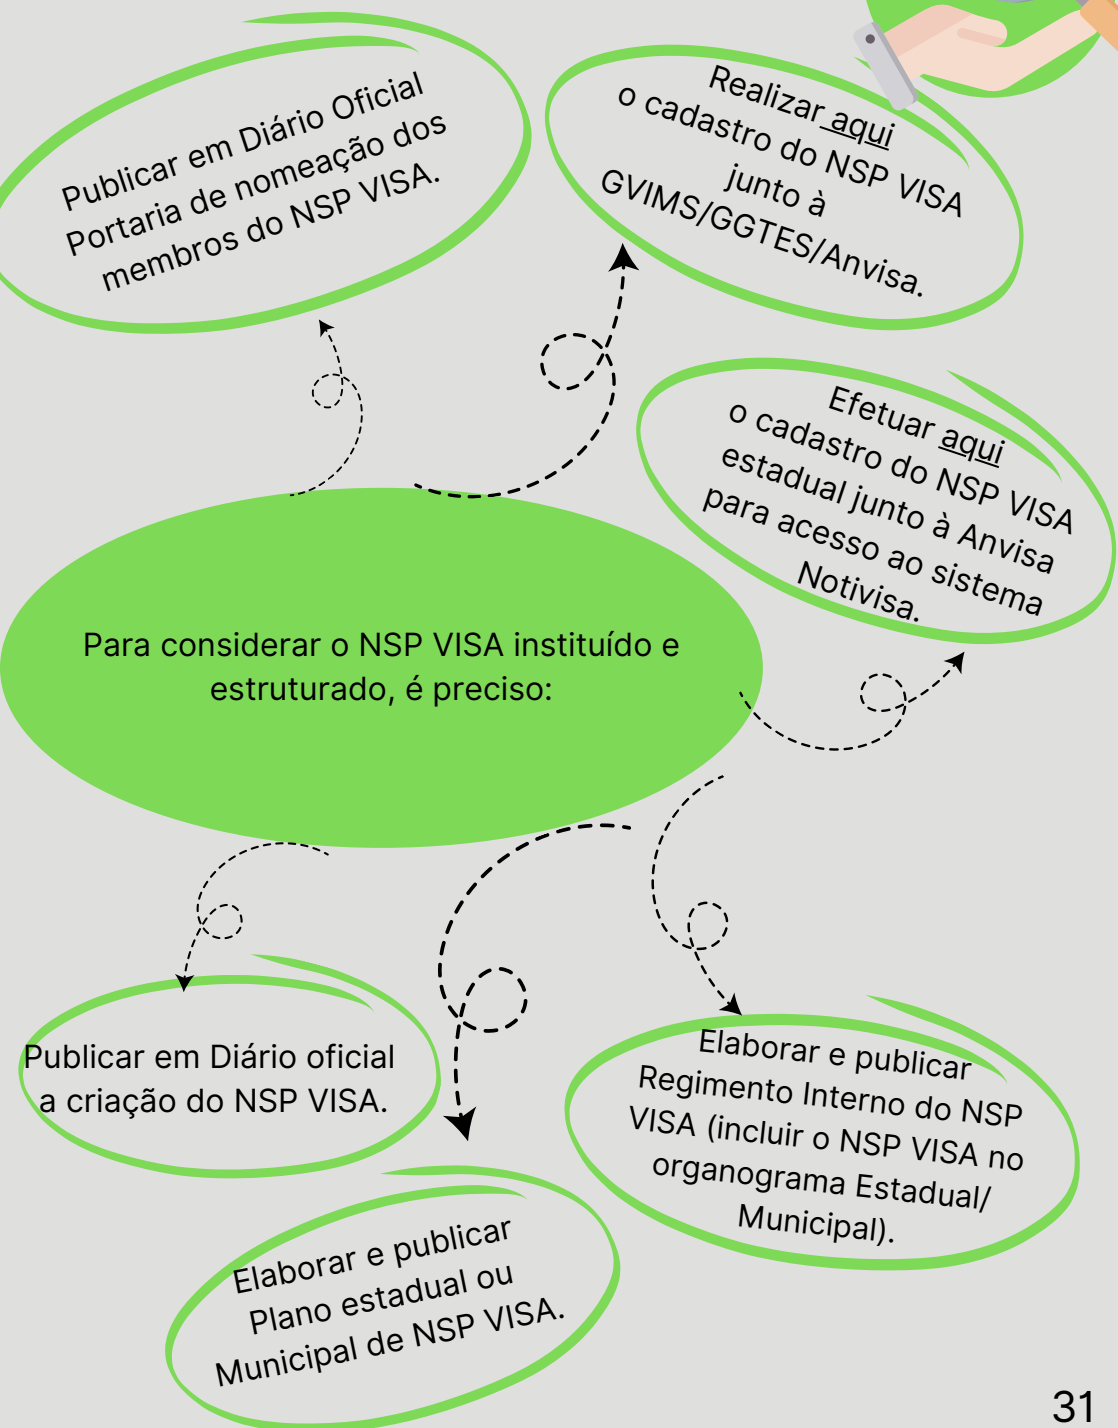 Publicar em Diário Oficial
Portaria de nomeação dos
membros do NSP VISA.
Realizar aqui
o cadastro do NSP VISA
junto à
GVIMS/GGTES/Anvisa.
Efetuar aqui
o cadastro do NSP VISA
estadual junto à Anvisa
para acesso ao sistema
Notivisa.
Para considerar o NSP VISA instituído e
estruturado, é preciso:
Publicar em Diário oficial
a criação do NSP VISA.
Elaborar e publicar
Regimento Interno do NSP
VISA (incluir o NSP VISA no
organograma Estadual/
Municipal).
Elaborar e publicar
Plano estadual ou
Municipal de NSP VISA.
31